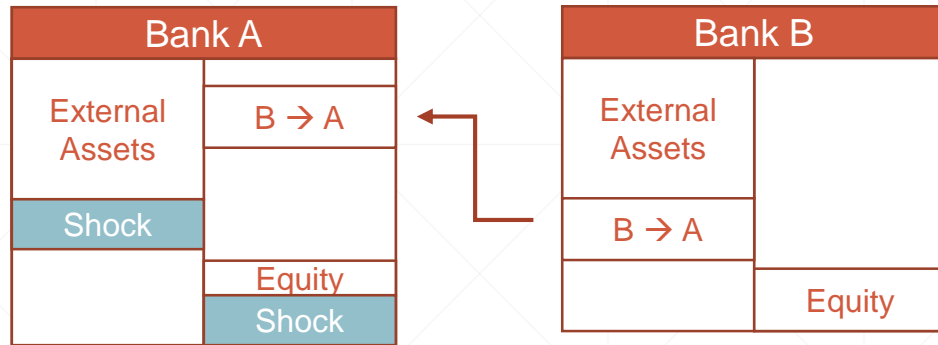 Bank A
External
Assets
B → A
Shock
Equity
Shock
Bank B
External
Assets
B → A
Equity